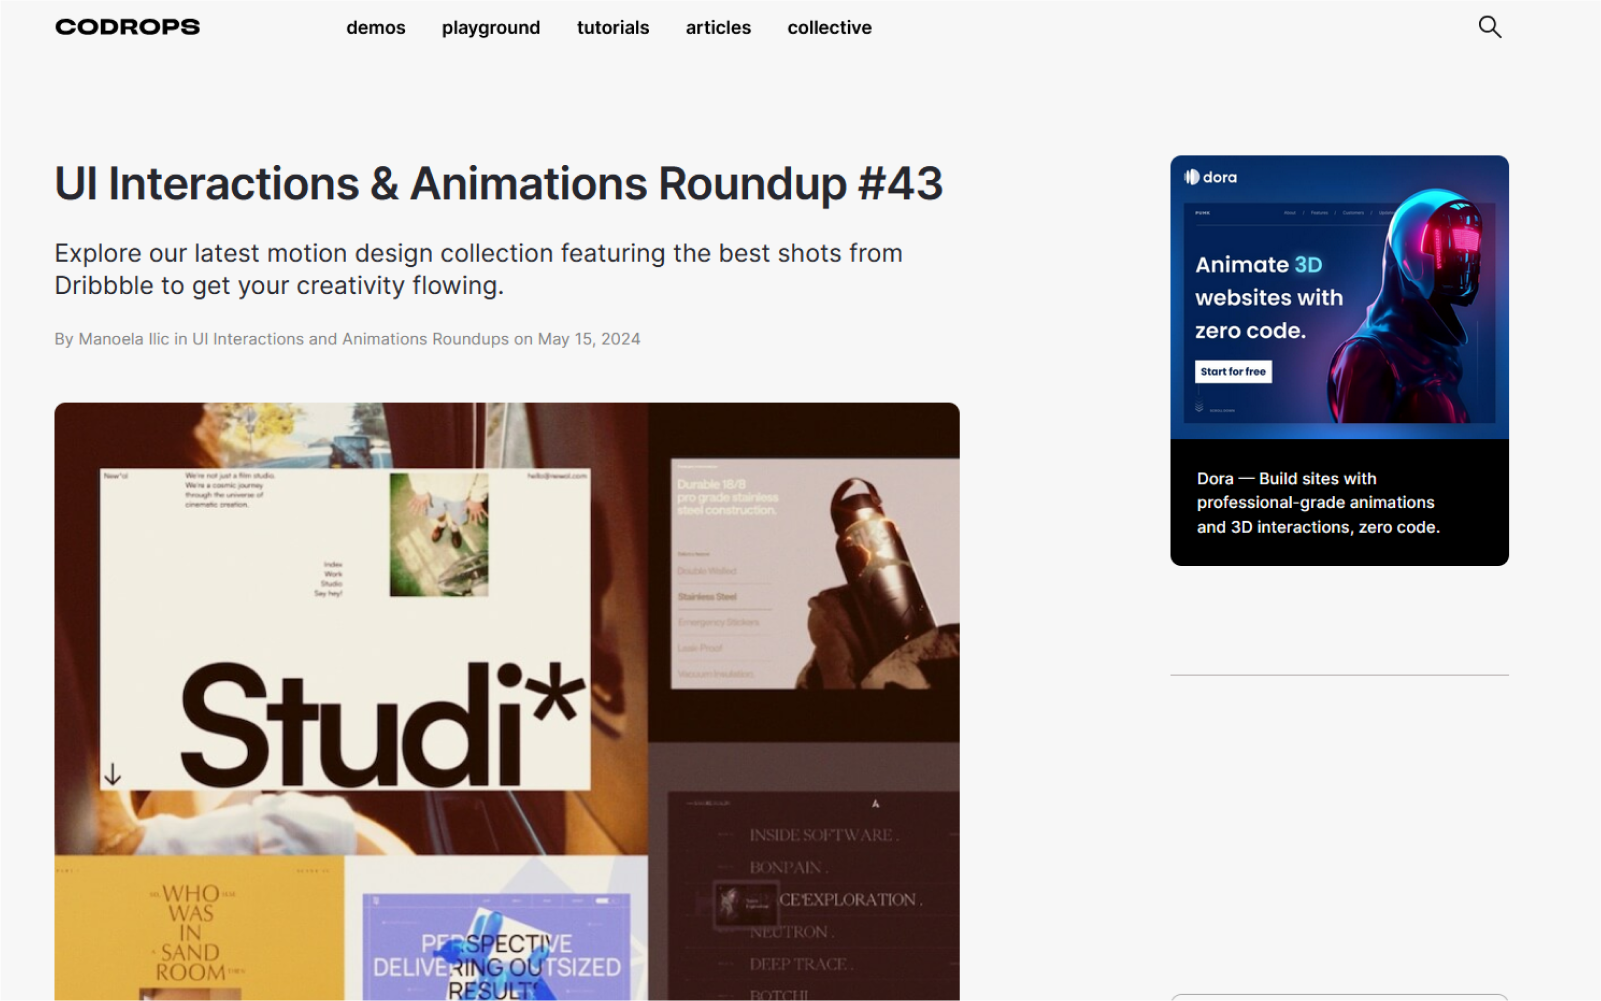 CODROPS
demos
playground
tutorials
articles
collective
UI Interactions & Animations Roundup #43
Explore our latest motion design collection featuring the best shots from
Dribbble to get your creativity flowing.
By Manoela Ilic in UI Interactions and Animations Roundups on May 15, 2024
dora
PUNK
About / Features / Customers /
Animate 3D
websites with
zero code.
Start for free
Dora — Build sites with
professional-grade animations
and 3D interactions, zero code.
We're not just a film studio.
We're a cosmic journey
through the universe of
cinematic creation.
hello@newol.com
Index
Work
Studio
Say hey!
Studi*
Durable 18/8
pro grade stainless
steel construction.
Double Walled
Stainless Steel
Emergency Stickers
Leak-Proof
Vacuum Insulation
INSIDE SOFTWARE .
BONPAIN .
CE EXPLORATION .
NEUTRON .
DEEP TRACE .
BOTCHI
WHO
WAS
IN
SAND
ROOM
PERSPECTIVE
DELIVERING OUTSIZED
RESULTS